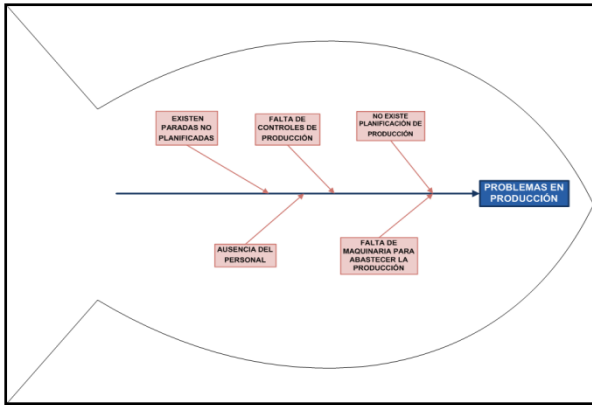 EXISTEN
PARADAS NO
PLANIFICADAS
FALTA DE
CONTROLES DE
PRODUCCIÓN
NO EXISTE
PLANIFICACIÓN DE
PRODUCCIÓN
PROBLEMAS EN
PRODUCCIÓN
AUSENCIA DEL
PERSONAL
FALTA DE
MAQUINARIA PARA
ABASTECER LA
PRODUCCIÓN